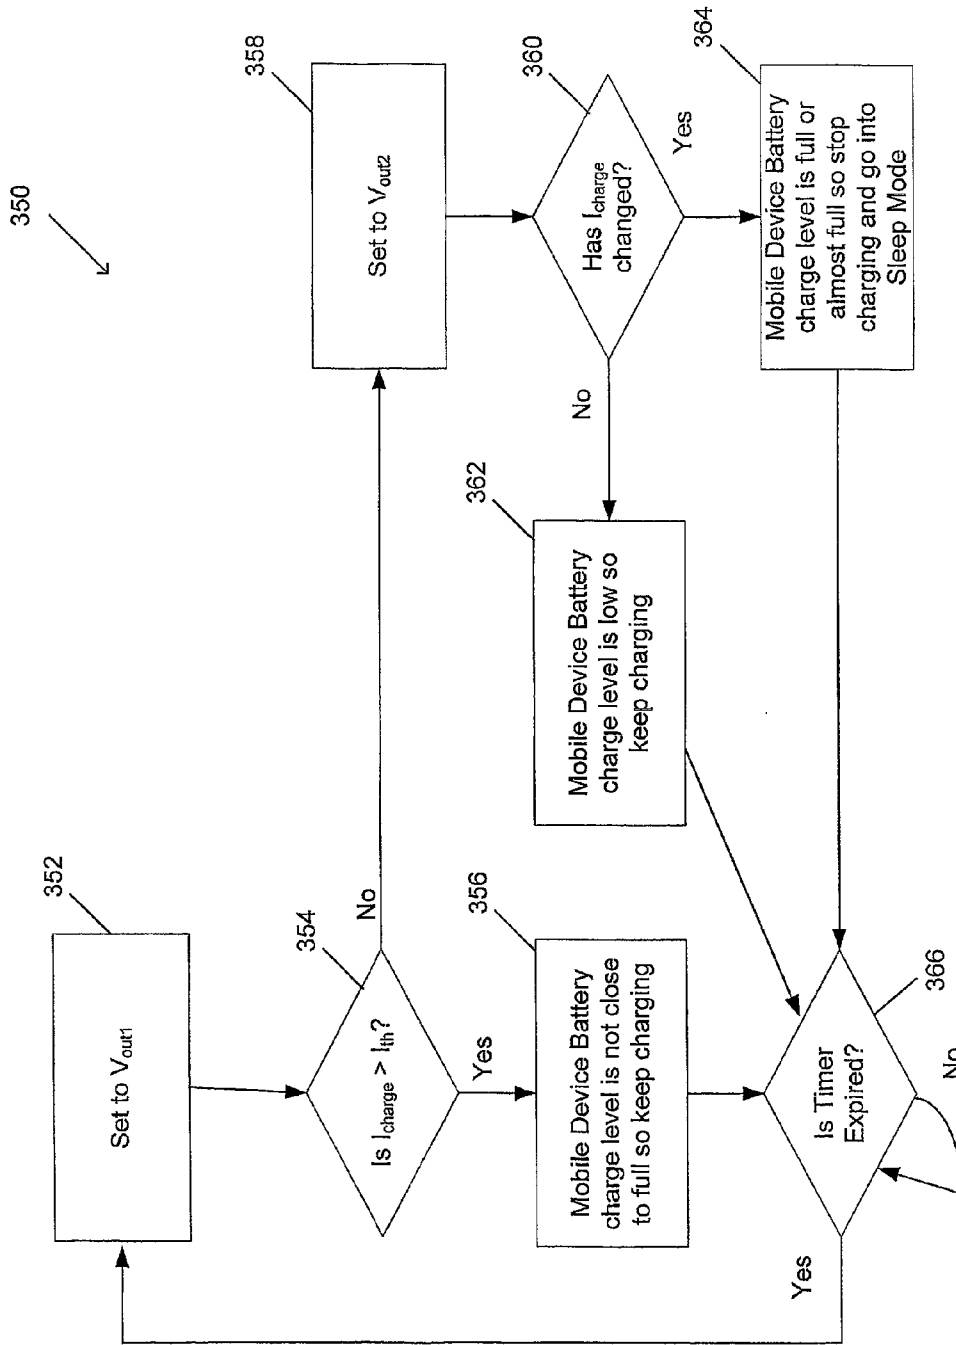 350
352
Set to Vout1
354
Is Icharge > Ith?
No
Yes
356
Mobile Device Battery
charge level is not close
to full so keep charging
358
Set to Vout2
360
Has Icharge
changed?
No
Yes
362
Mobile Device Battery
charge level is low so
keep charging
364
Mobile Device Battery
charge level is full or
almost full so stop
charging and go into
Sleep Mode
366
Is Timer
Expired?
Yes
No